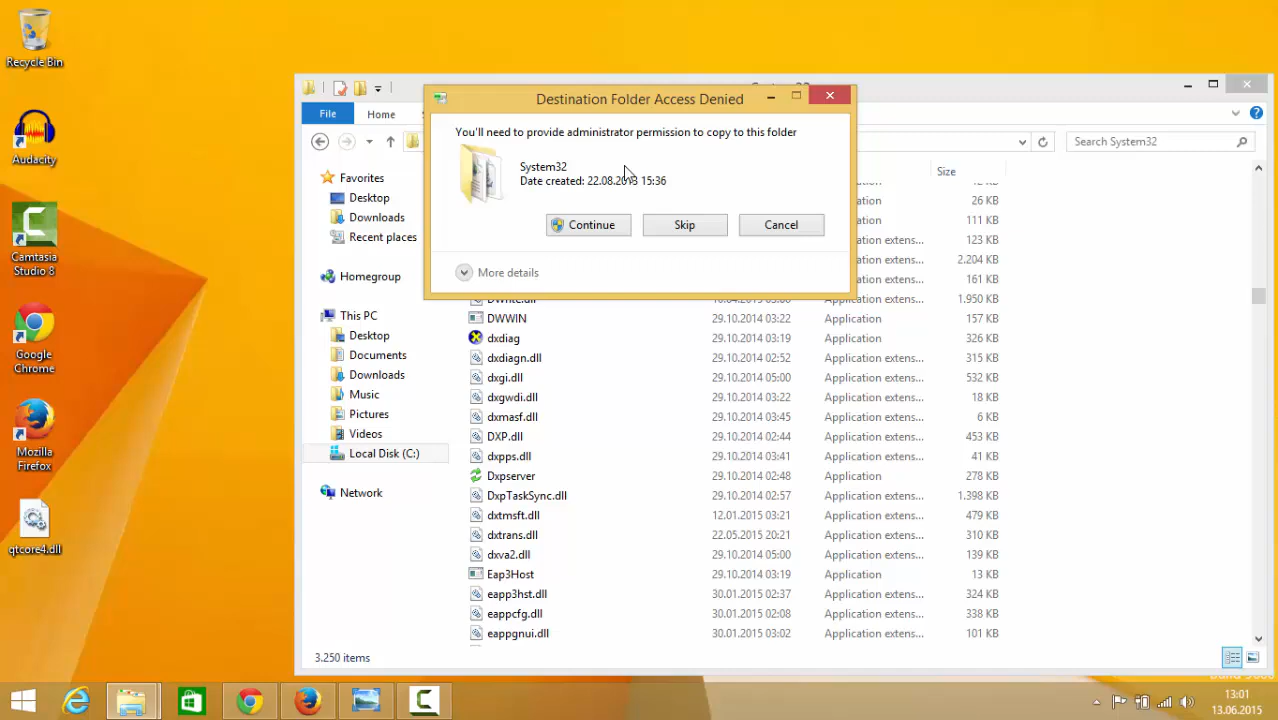 Recycle Bin
Audacity
Camtasia
Studio 8
Google
Chrome
Mozilla
Firefox
qtcore4.dll
File
Home
Search System32
Destination Folder Access Denied
You'll need to provide administrator permission to copy to this folder
System32
Date created: 22.08.2013 15:36
Continue
Skip
Cancel
More details
Favorites
Desktop
Downloads
Recent places
Homegroup
This PC
Desktop
Documents
Downloads
Music
Pictures
Videos
Local Disk (C:)
Network
Size
26 KB
111 KB
Application extens... 123 KB
Application extens... 2.204 KB
Application extens... 161 KB
Application extens... 1.950 KB
DWWIN 29.10.2014 03:22 Application 157 KB
dxdiag 29.10.2014 03:19 Application 326 KB
dxdiagn.dll 29.10.2014 02:52 Application extens... 315 KB
dxgi.dll 29.10.2014 05:00 Application extens... 532 KB
dxgwdi.dll 29.10.2014 03:22 Application extens... 18 KB
dxmasf.dll 29.10.2014 03:45 Application extens... 6 KB
DXP.dll 29.10.2014 02:44 Application extens... 453 KB
dxpps.dll 29.10.2014 03:41 Application extens... 41 KB
Dxpserver 29.10.2014 02:48 Application 278 KB
DxpTaskSync.dll 29.10.2014 02:57 Application extens... 1.398 KB
dxtmsft.dll 12.01.2015 03:21 Application extens... 479 KB
dxtrans.dll 22.05.2015 20:21 Application extens... 310 KB
dxva2.dll 29.10.2014 05:00 Application extens... 139 KB
Eap3Host 29.10.2014 03:19 Application 13 KB
eapp3hst.dll 30.01.2015 02:37 Application extens... 324 KB
eappcfg.dll 30.01.2015 02:08 Application extens... 338 KB
eappgnui.dll 30.01.2015 03:02 Application extens... 101 KB
3.250 items
13:01
13.06.2015